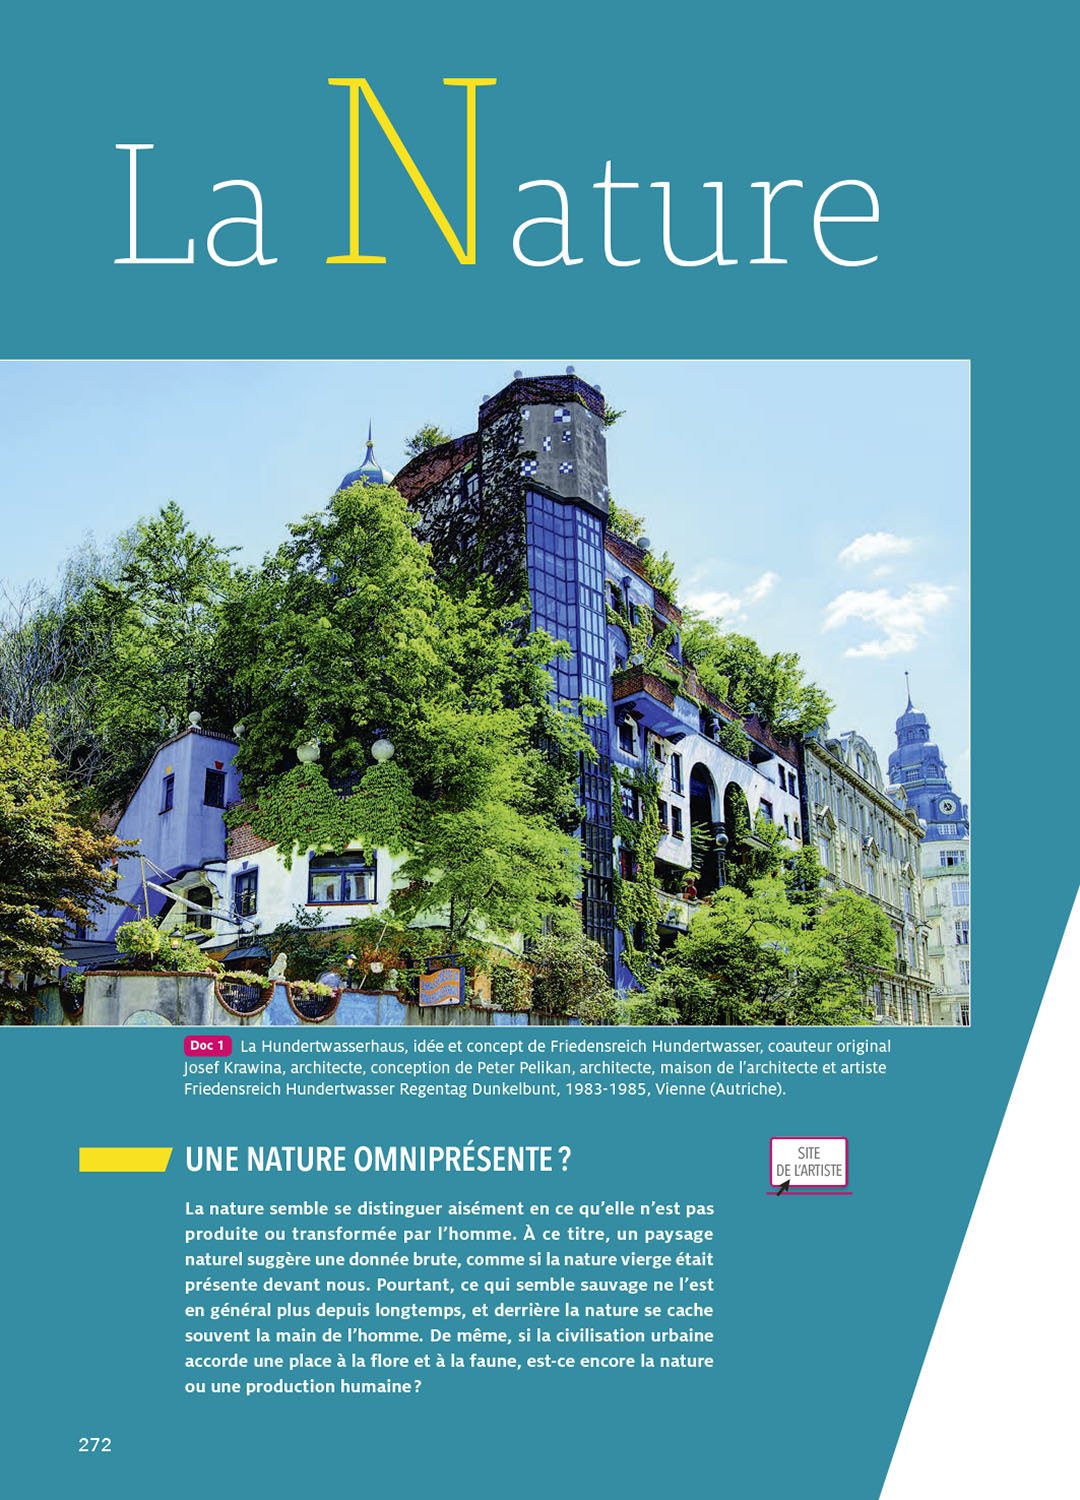 La Nature
Doc 1 La Hundertwasserhaus, idée et concept de Friedensreich Hundertwasser, coauteur original
Josef Krawina, architecte, conception de Peter Pelikan, architecte, maison de l'architecte et artiste
Friedensreich Hundertwasser Regentag Dunkelbunt, 1983-1985, Vienne (Autriche).
UNE NATURE OMNIPRÉSENTE ?
SITE
DE L'ARTISTE
La nature semble se distinguer aisément en ce qu'elle n'est pas
produite ou transformée par l'homme. À ce titre, un paysage
naturel suggère une donnée brute, comme si la nature vierge était
présente devant nous. Pourtant, ce qui semble sauvage ne l'est
en général plus depuis longtemps, et derrière la nature se cache
souvent la main de l'homme. De même, si la civilisation urbaine
accorde une place à la flore et à la faune, est-ce encore la nature
ou une production humaine ?
272